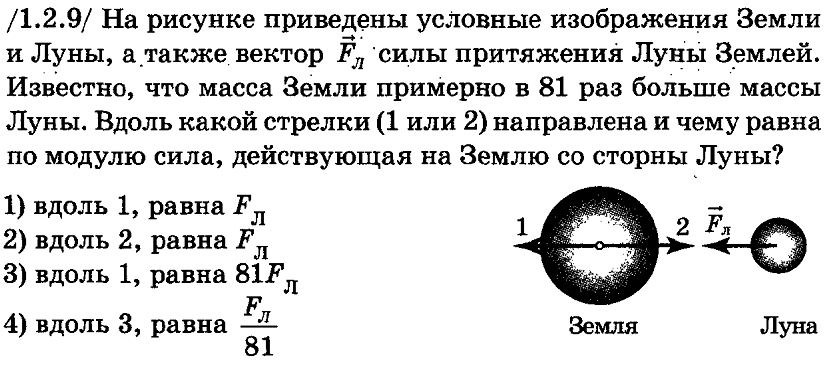 /1.2.9/ На рисунке приведены условные изображения Земли
и Луны, а также вектор F⃗л силы притяжения Луны Землей.
Известно, что масса Земли примерно в 81 раз больше массы
Луны. Вдоль какой стрелки (1 или 2) направлена и чему равна
по модулю сила, действующая на Землю со сторны Луны?
1) вдоль 1, равна Fл
2) вдоль 2, равна Fл
3) вдоль 1, равна 81Fл
4) вдоль 3, равна Fл/81
1 2 F⃗л
Земля Луна